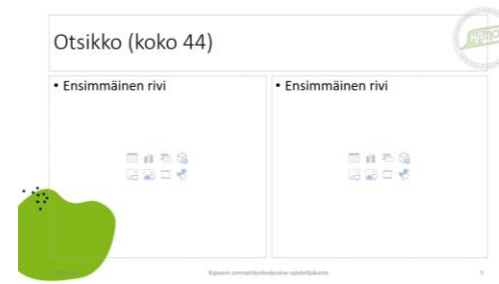 Otsikko (koko 44)
• Ensimmäinen rivi
• Ensimmäinen rivi
Kajaanin ammattikorkeakoulun opiskelijakunta
5